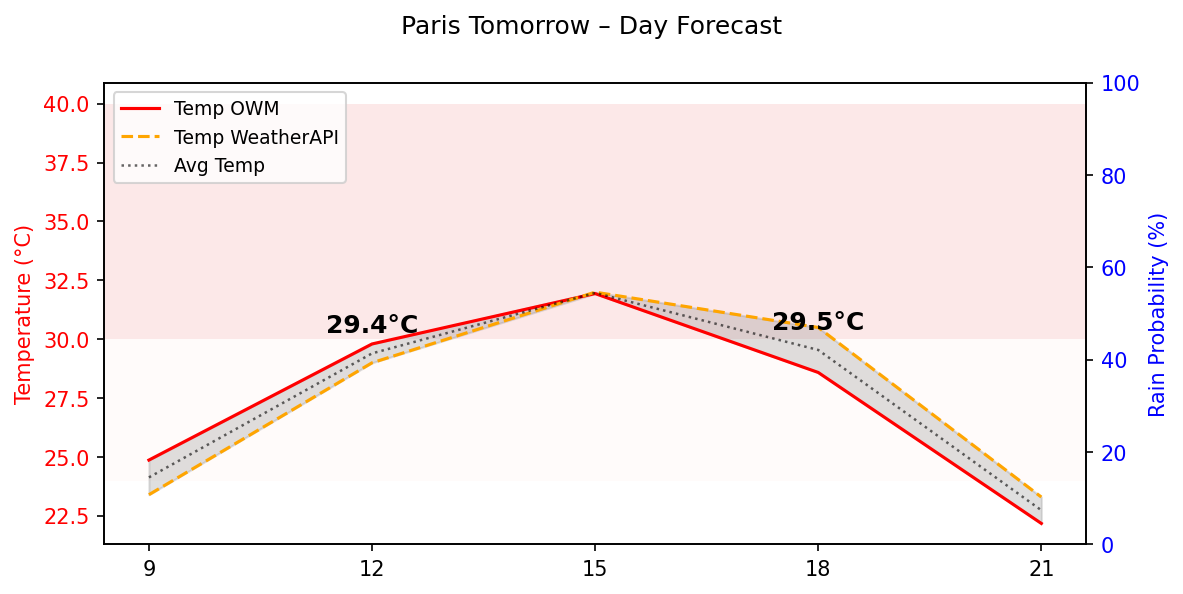 Paris Tomorrow – Day Forecast
Temp OWM
Temp WeatherAPI
Avg Temp
Temperature (°C)
40.0
37.5
35.0
32.5
30.0
27.5
25.0
22.5
29.4°C
29.5°C
100
80
60
40
20
0
Rain Probability (%)
9 12 15 18 21